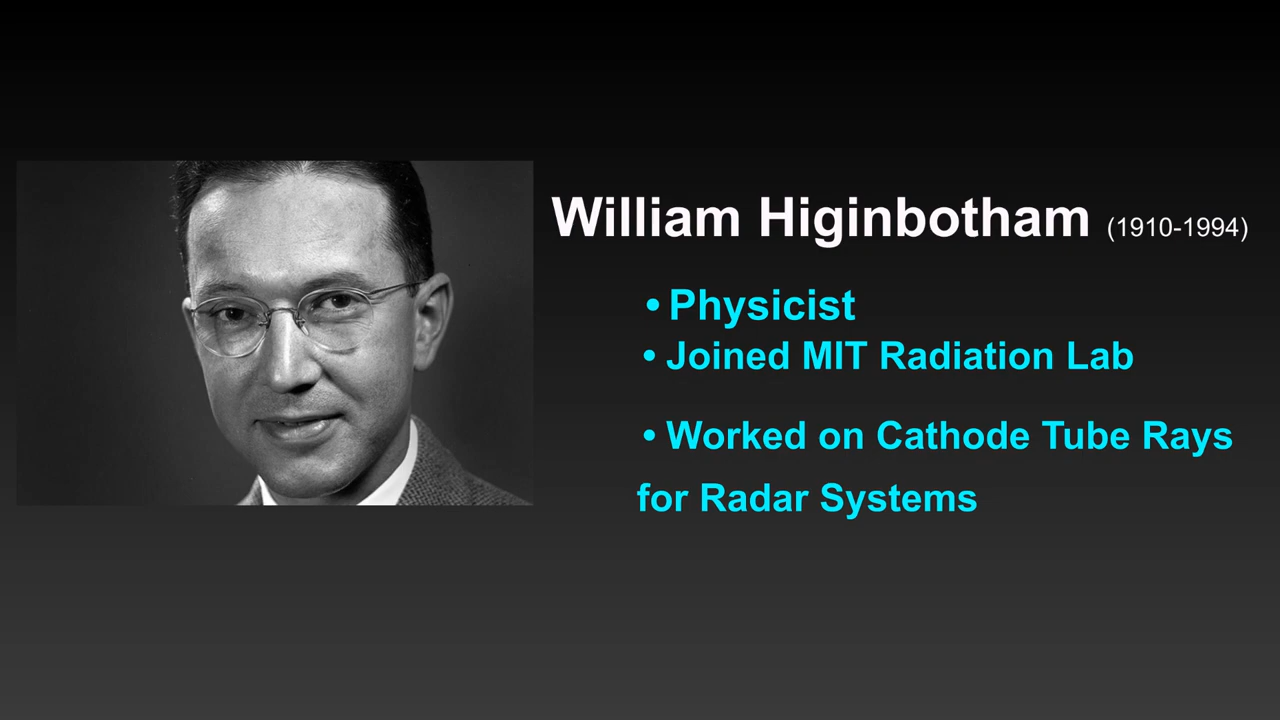 William Higinbotham (1910-1994)
• Physicist
• Joined MIT Radiation Lab
• Worked on Cathode Tube Rays
for Radar Systems